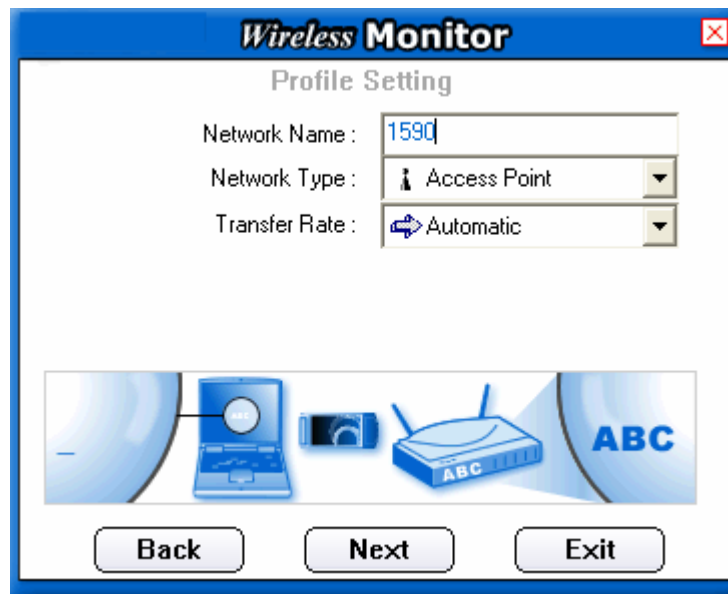 Wireless Monitor
Profile Setting
Network Name : 1590
Network Type : Access Point
Transfer Rate : Automatic
ABC
ABC
ABC
Back Next Exit